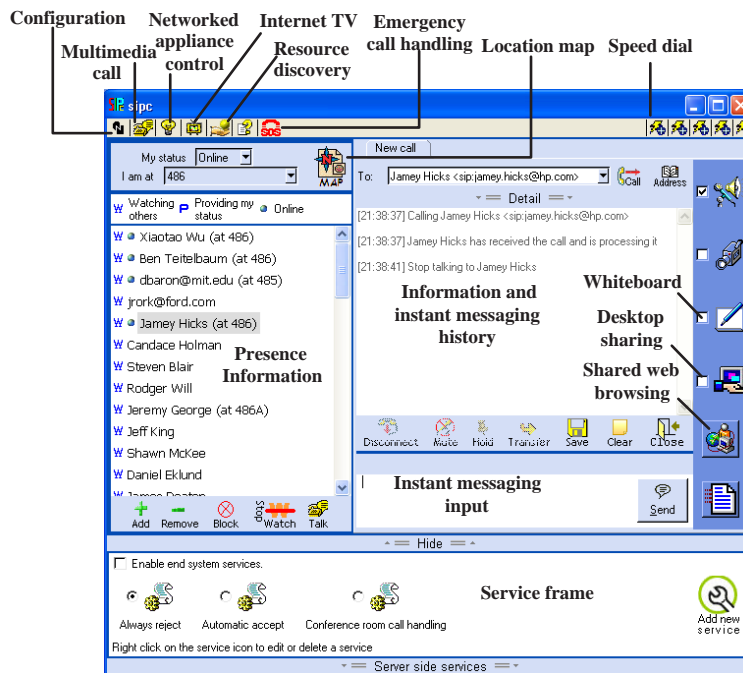 Configuration
Multimedia call
Networked appliance control
Internet TV
Resource discovery
Emergency call handling
Location map
Speed dial
sipc
SOS
My status Online
I am at 486
MAP
Watching others
P Providing my status
Online
W Xiaotao Wu (at 486)
W Ben Teitelbaum (at 486)
W dbaron@mit.edu (at 485)
W jrork@ford.com
W Jamey Hicks (at 486)
W Candace Holman
W Steven Blair
W Rodger Will
W Jeremy George (at 486A)
W Jeff King
W Shawn McKee
W Daniel Eklund
W James Deaton
Presence Information
Add Remove Block Stop Watch Talk
New call
To: Jamey Hicks <sip:jamey.hicks@hp.com> Call Address
Detail
[21:38:37] Calling Jamey Hicks <sip:jamey.hicks@hp.com>
[21:38:37] Jamey Hicks has received the call and is processing it
[21:38:41] Stop talking to Jamey Hicks
Information and instant messaging history
Whiteboard
Desktop sharing
Shared web browsing
Disconnect Mute Hold Transfer Save Clear Close
Instant messaging input
Send
Hide
Enable end system services.
Service frame
Always reject Automatic accept Conference room call handling
Add new service
Right click on the service icon to edit or delete a service
Server side services